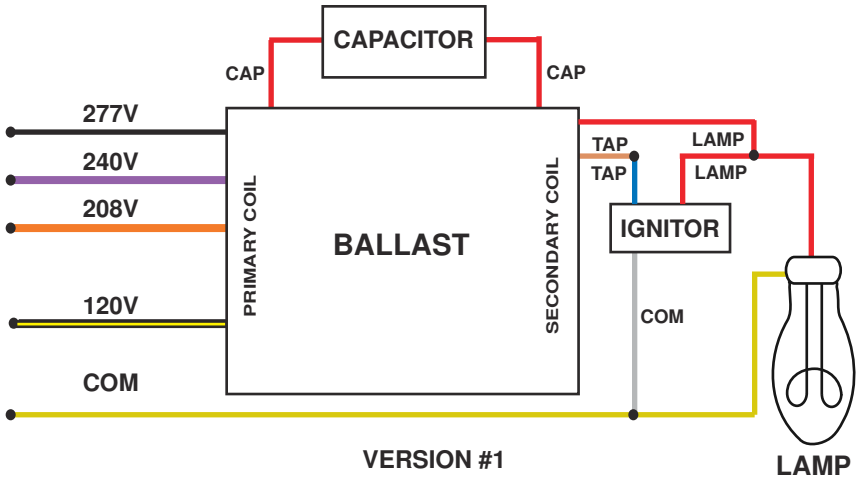 CAPACITOR
CAP
CAP
277V
240V
208V
120V
COM
PRIMARY COIL
BALLAST
SECONDARY COIL
TAP
TAP
LAMP
LAMP
IGNITOR
COM
LAMP
VERSION #1